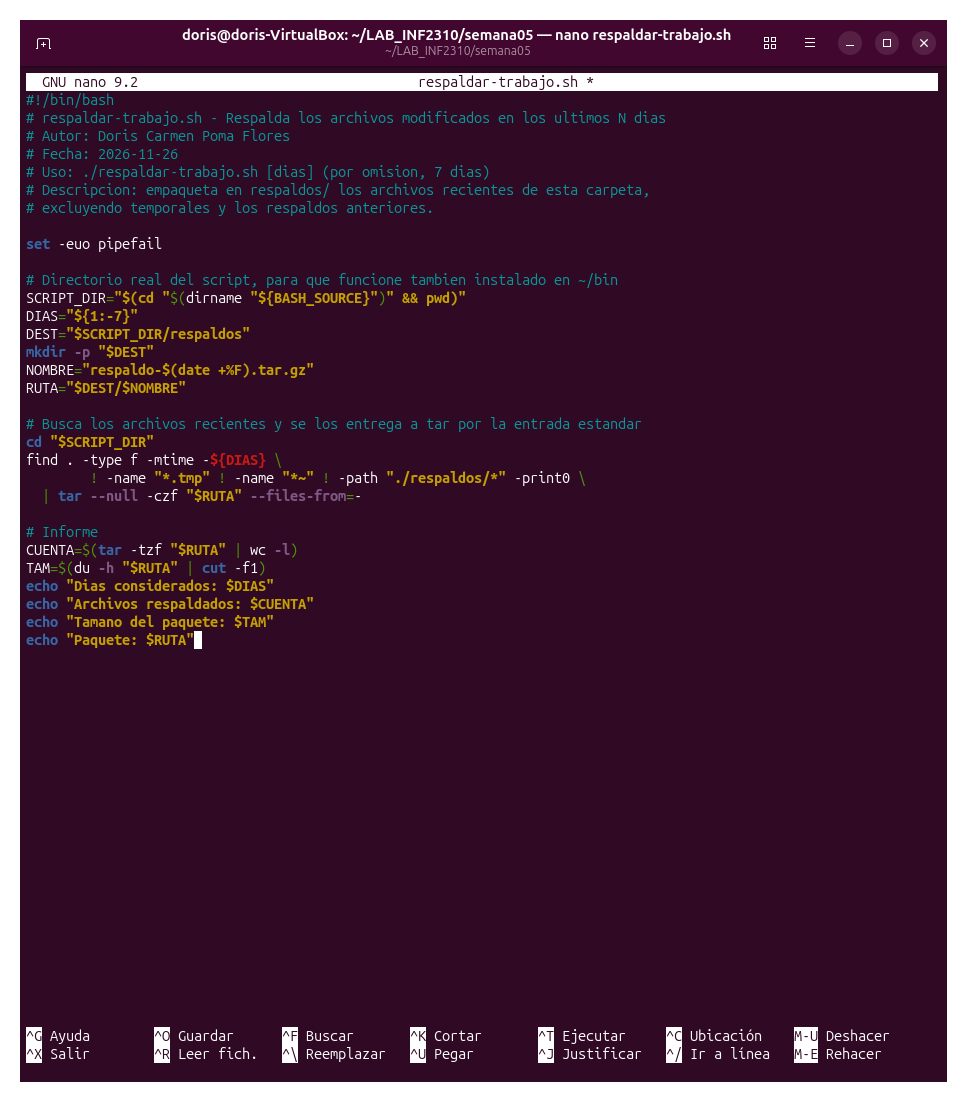 doris@doris-VirtualBox: ~/LAB_INF2310/semana05 — nano respaldar-trabajo.sh
~/LAB_INF2310/semana05
GNU nano 9.2 respaldar-trabajo.sh *
#!/bin/bash
# respaldar-trabajo.sh - Respalda los archivos modificados en los ultimos N dias
# Autor: Doris Carmen Poma Flores
# Fecha: 2026-11-26
# Uso: ./respaldar-trabajo.sh [dias] (por omision, 7 dias)
# Descripcion: empaqueta en respaldos/ los archivos recientes de esta carpeta,
# excluyendo temporales y los respaldos anteriores.

set -euo pipefail

# Directorio real del script, para que funcione tambien instalado en ~/bin
SCRIPT_DIR="$(cd "$(dirname "${BASH_SOURCE}")" && pwd)"
DIAS="${1:-7}"
DEST="$SCRIPT_DIR/respaldos"
mkdir -p "$DEST"
NOMBRE="respaldo-$(date +%F).tar.gz"
RUTA="$DEST/$NOMBRE"

# Busca los archivos recientes y se los entrega a tar por la entrada estandar
cd "$SCRIPT_DIR"
find . -type f -mtime -${DIAS} \
        ! -name "*.tmp" ! -name "*~" ! -path "./respaldos/*" -print0 \
  | tar --null -czf "$RUTA" --files-from=-

# Informe
CUENTA=$(tar -tzf "$RUTA" | wc -l)
TAM=$(du -h "$RUTA" | cut -f1)
echo "Dias considerados: $DIAS"
echo "Archivos respaldados: $CUENTA"
echo "Tamano del paquete: $TAM"
echo "Paquete: $RUTA"
^G Ayuda ^O Guardar ^F Buscar ^K Cortar ^T Ejecutar ^C Ubicación M-U Deshacer
^X Salir ^R Leer fich. ^\ Reemplazar ^U Pegar ^J Justificar ^/ Ir a línea M-E Rehacer